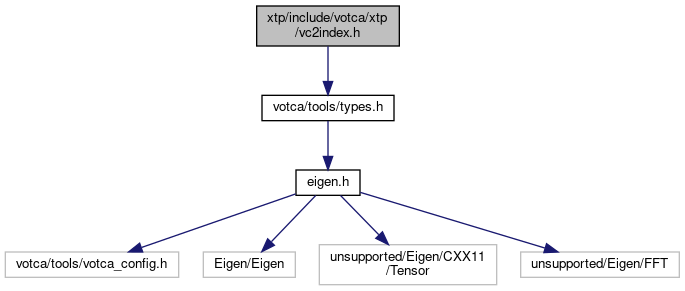 xtp/include/votca/xtp
/vc2index.h
votca/tools/types.h
eigen.h
votca/tools/votca_config.h
Eigen/Eigen
unsupported/Eigen/CXX11
/Tensor
unsupported/Eigen/FFT